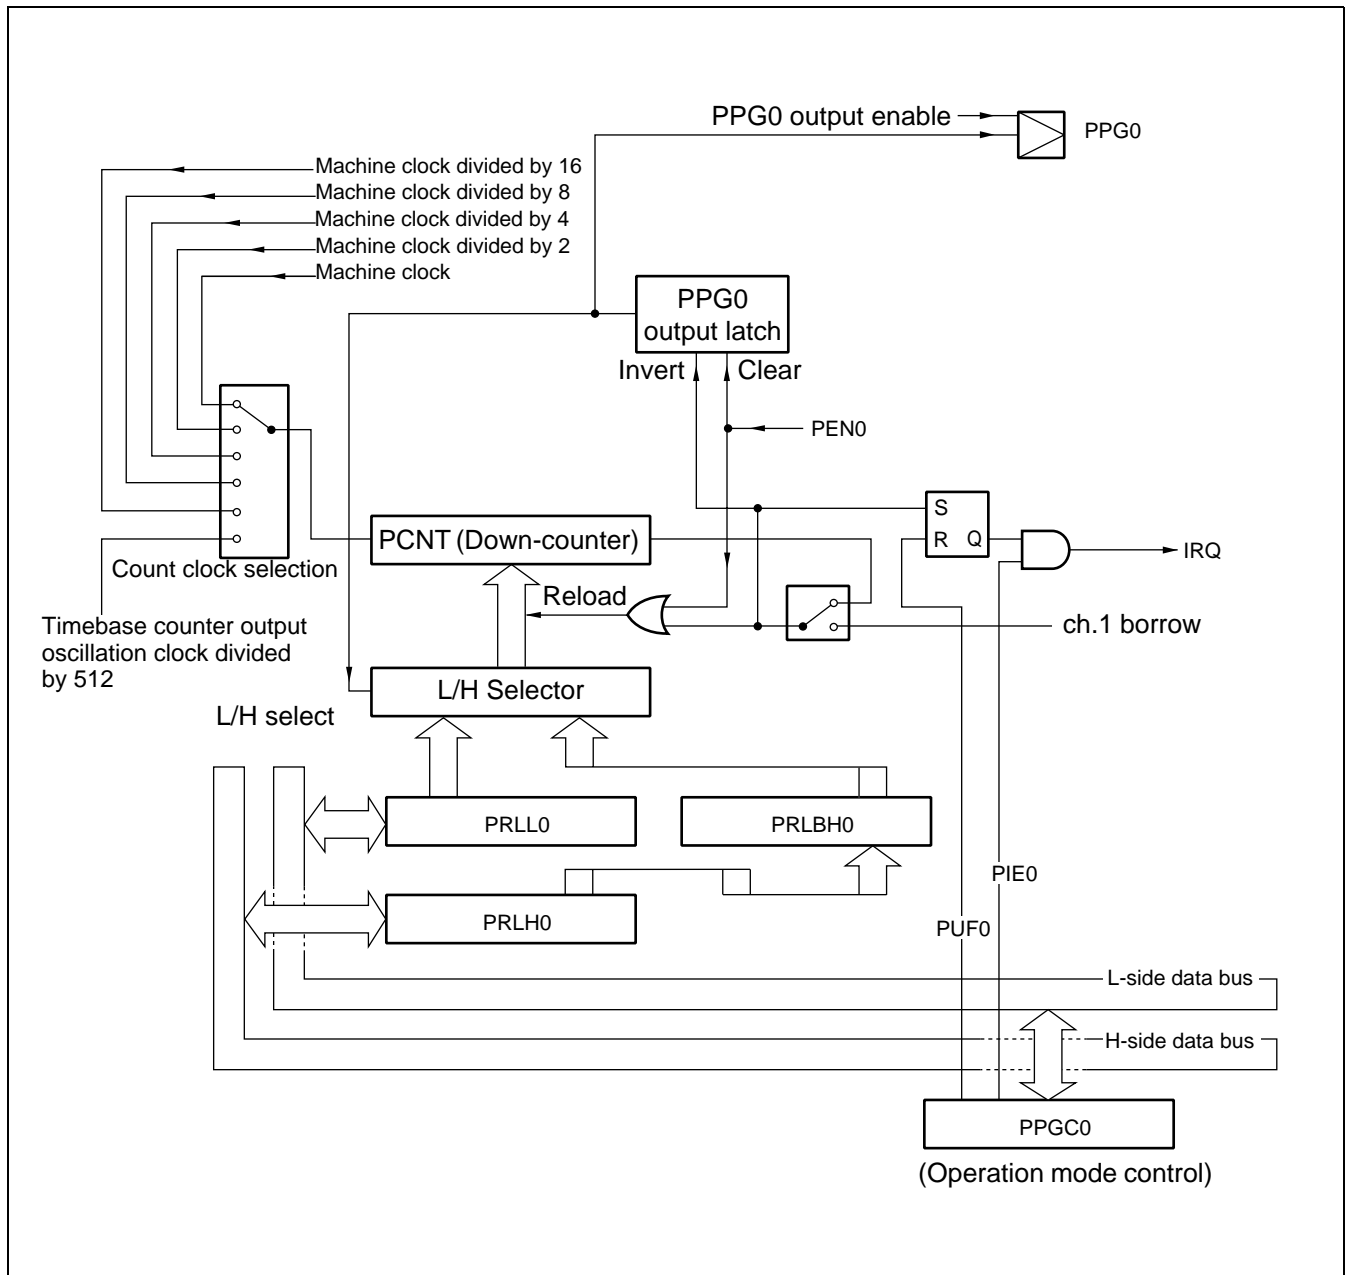 PPG0 output enable
PPG0
Machine clock divided by 16
Machine clock divided by 8
Machine clock divided by 4
Machine clock divided by 2
Machine clock
PPG0
output latch
Invert
Clear
PEN0
S
R
Q
IRQ
PCNT (Down-counter)
Count clock selection
Reload
Timebase counter output
oscillation clock divided
by 512
ch.1 borrow
L/H Selector
L/H select
PRLL0
PRLBH0
PIE0
PRLH0
PUF0
L-side data bus
H-side data bus
PPGC0
(Operation mode control)